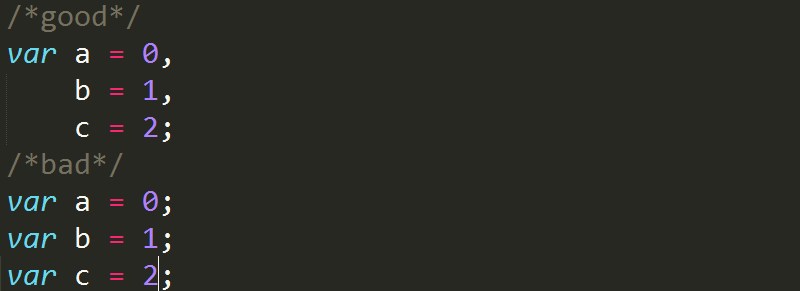 /*good*/
var a = 0,
    b = 1,
    c = 2;
/*bad*/
var a = 0;
var b = 1;
var c = 2;